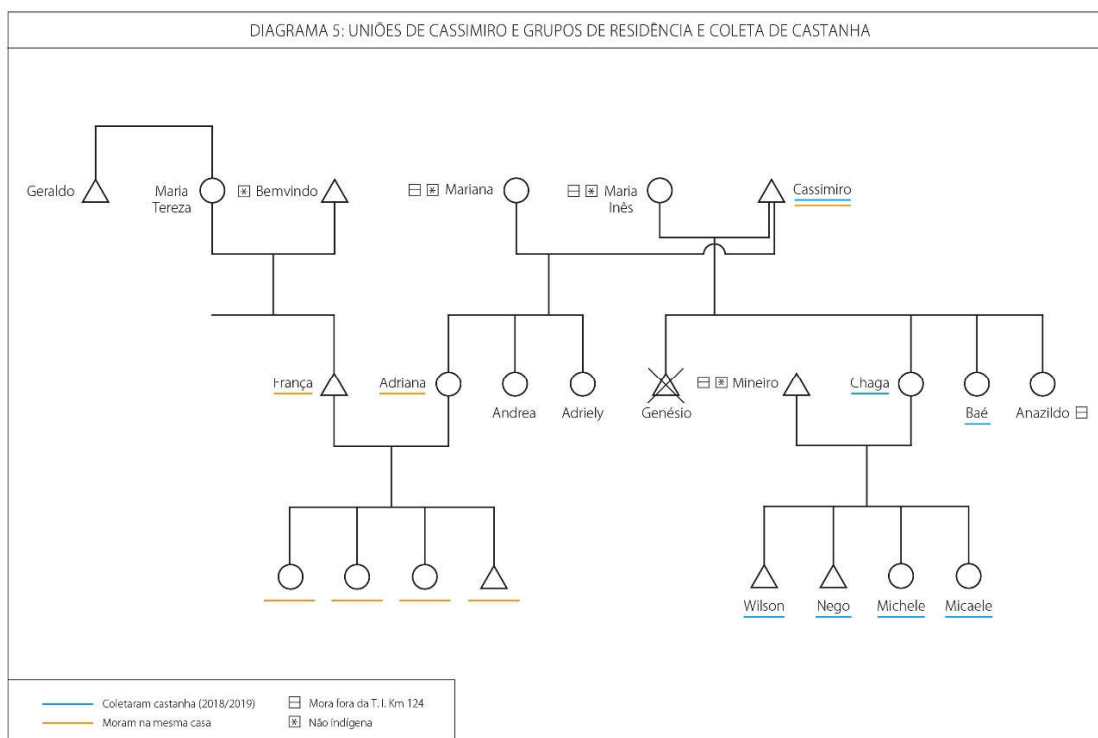 DIAGRAMA 5: UNIÕES DE CASSIMIRO E GRUPOS DE RESIDÊNCIA E COLETA DE CASTANHA
Geraldo
Maria
Tereza
Bemvindo
Mariana
Maria
Inês
Cassimiro
França
Adriana
Andrea
Adriely
Genésio
Mineiro
Chaga
Baé
Anazildo
Wilson
Nego
Michele
Micaele
Coletaram castanha (2018/2019)
Mora fora da T. I. Km 124
Moram na mesma casa
Não indígena